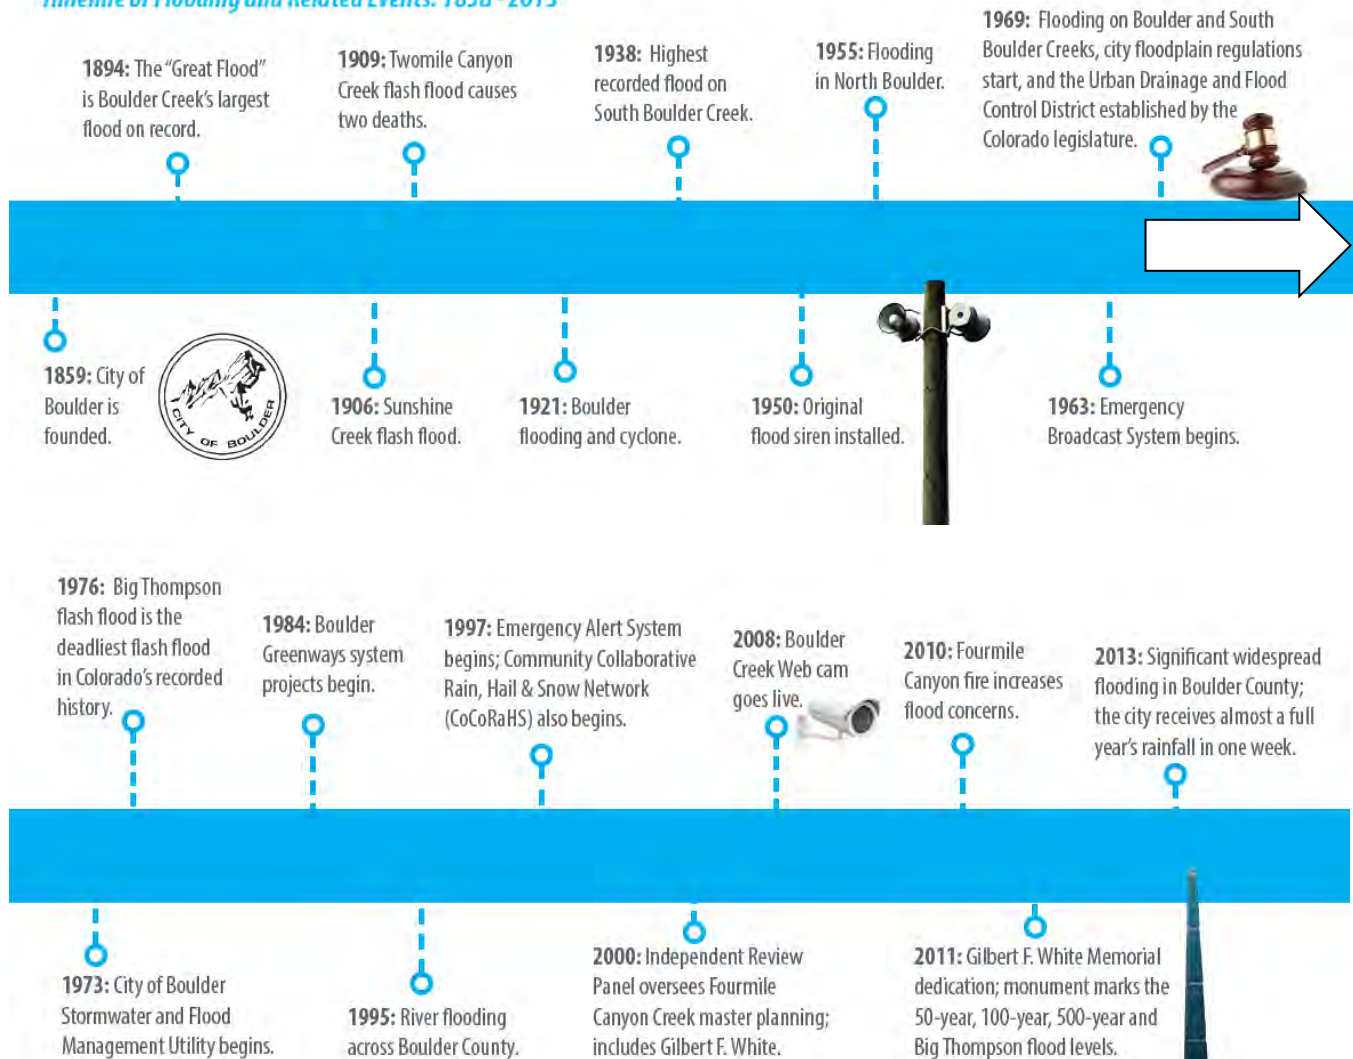 Timeline of Flooding and Related Events: 1858 - 2013
1894: The “Great Flood”
is Boulder Creek’s largest
flood on record.
1909: Twomile Canyon
Creek flash flood causes
two deaths.
1938: Highest
recorded flood on
South Boulder Creek.
1955: Flooding
in North Boulder.
1969: Flooding on Boulder and South
Boulder Creeks, city floodplain regulations
start, and the Urban Drainage and Flood
Control District established by the
Colorado legislature.
1859: City of
Boulder is
founded.
CITY OF BOULDER
1906: Sunshine
Creek flash flood.
1921: Boulder
flooding and cyclone.
1950: Original
flood siren installed.
1963: Emergency
Broadcast System begins.
1976: Big Thompson
flash flood is the
deadliest flash flood
in Colorado’s recorded
history.
1984: Boulder
Greenways system
projects begin.
1997: Emergency Alert System
begins; Community Collaborative
Rain, Hail & Snow Network
(CoCoRaHS) also begins.
2008: Boulder
Creek Web cam
goes live.
2010: Fourmile
Canyon fire increases
flood concerns.
2013: Significant widespread
flooding in Boulder County;
the city receives almost a full
year’s rainfall in one week.
1973: City of Boulder
Stormwater and Flood
Management Utility begins.
1995: River flooding
across Boulder County.
2000: Independent Review
Panel oversees Fourmile
Canyon Creek master planning;
includes Gilbert F. White.
2011: Gilbert F. White Memorial
dedication; monument marks the
50-year, 100-year, 500-year and
Big Thompson flood levels.